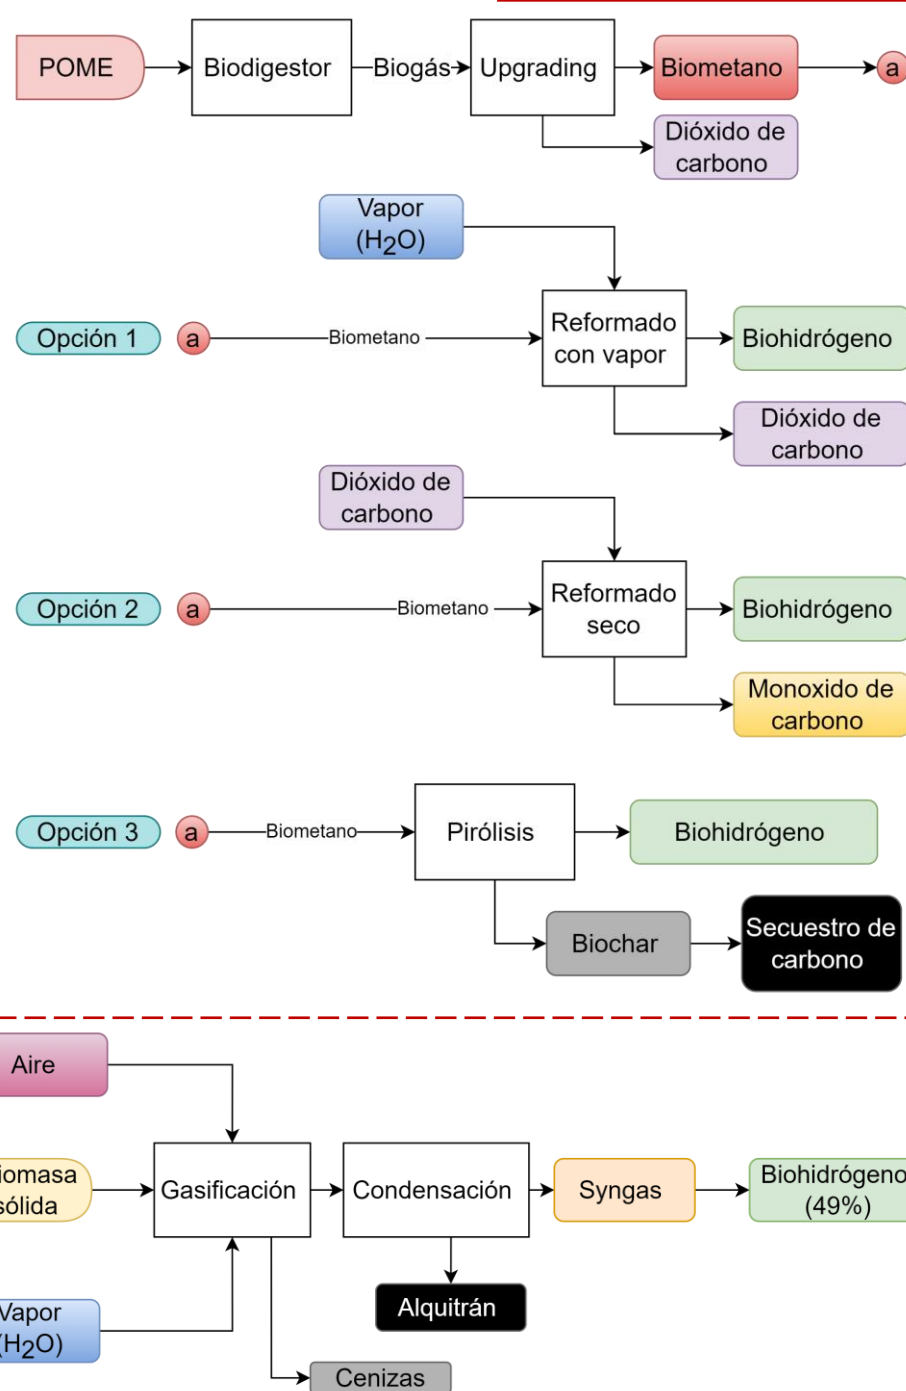 POME
Biodigestor
Biogás
Upgrading
Biometano
a
Dióxido de
carbono
Vapor
(H2O)
Opción 1
a
Biometano
Reformado
con vapor
Biohidrógeno
Dióxido de
carbono
Dióxido de
carbono
Opción 2
a
Biometano
Reformado
seco
Biohidrógeno
Monoxido de
carbono
Opción 3
a
Biometano
Pirólisis
Biohidrógeno
Biochar
Secuestro de
carbono
Aire
iomasa
sólida
Gasificación
Condensación
Syngas
Biohidrógeno
(49%)
Vapor
(H2O)
Alquitrán
Cenizas